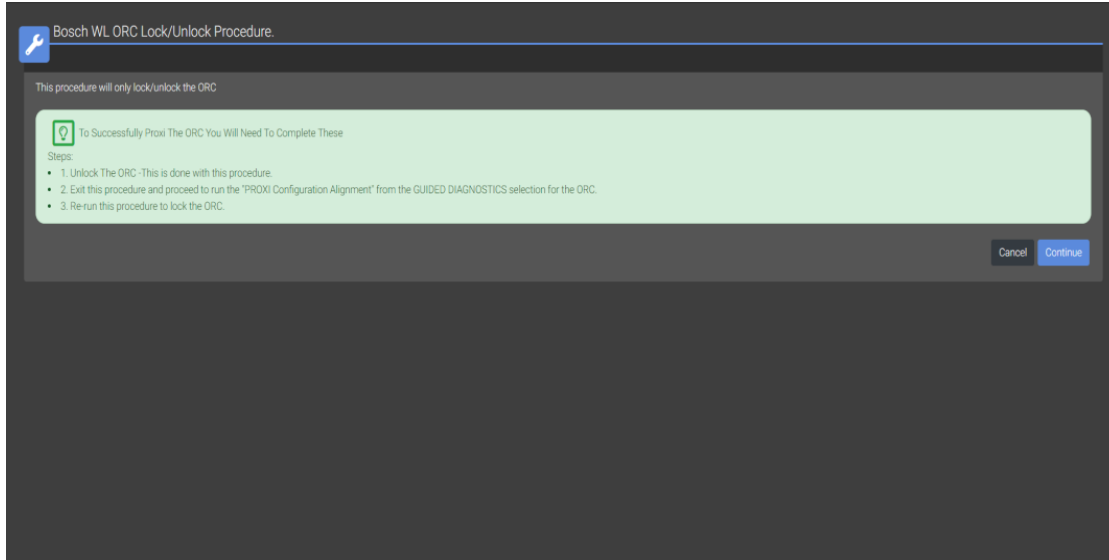 Bosch WL ORC Lock/Unlock Procedure.
This procedure will only lock/unlock the ORC
To Successfully Proxi The ORC You Will Need To Complete These
Steps:
• 1. Unlock The ORC -This is done with this procedure.
• 2. Exit this procedure and proceed to run the "PROXI Configuration Alignment" from the GUIDED DIAGNOSTICS selection for the ORC.
• 3. Re-run this procedure to lock the ORC.
Cancel Continue